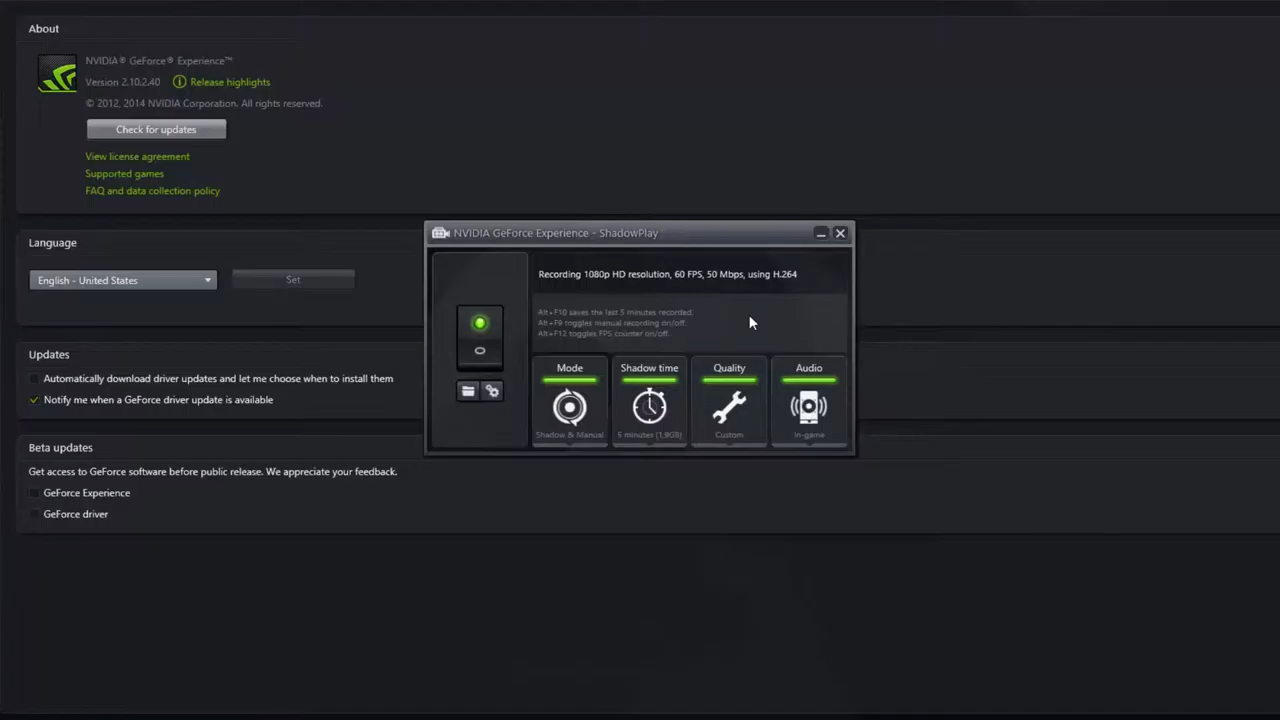 About
NVIDIA® GeForce® Experience™
Version 2.10.2.40
Release highlights
© 2012, 2014 NVIDIA Corporation. All rights reserved.
Check for updates
View license agreement
Supported games
FAQ and data collection policy
Language
English - United States
Set
Updates
Automatically download driver updates and let me choose when to install them
Notify me when a GeForce driver update is available
Beta updates
Get access to GeForce software before public release. We appreciate your feedback.
GeForce Experience
GeForce driver
NVIDIA GeForce Experience - ShadowPlay
Recording 1080p HD resolution, 60 FPS, 50 Mbps, using H.264
Alt+F10 saves the last 5 minutes recorded.
Alt+F9 toggles manual recording on/off.
Alt+F12 toggles FPS counter on/off.
Mode
Shadow & Manual
Shadow time
5 minutes [1.9GB]
Quality
Custom
Audio
In-game